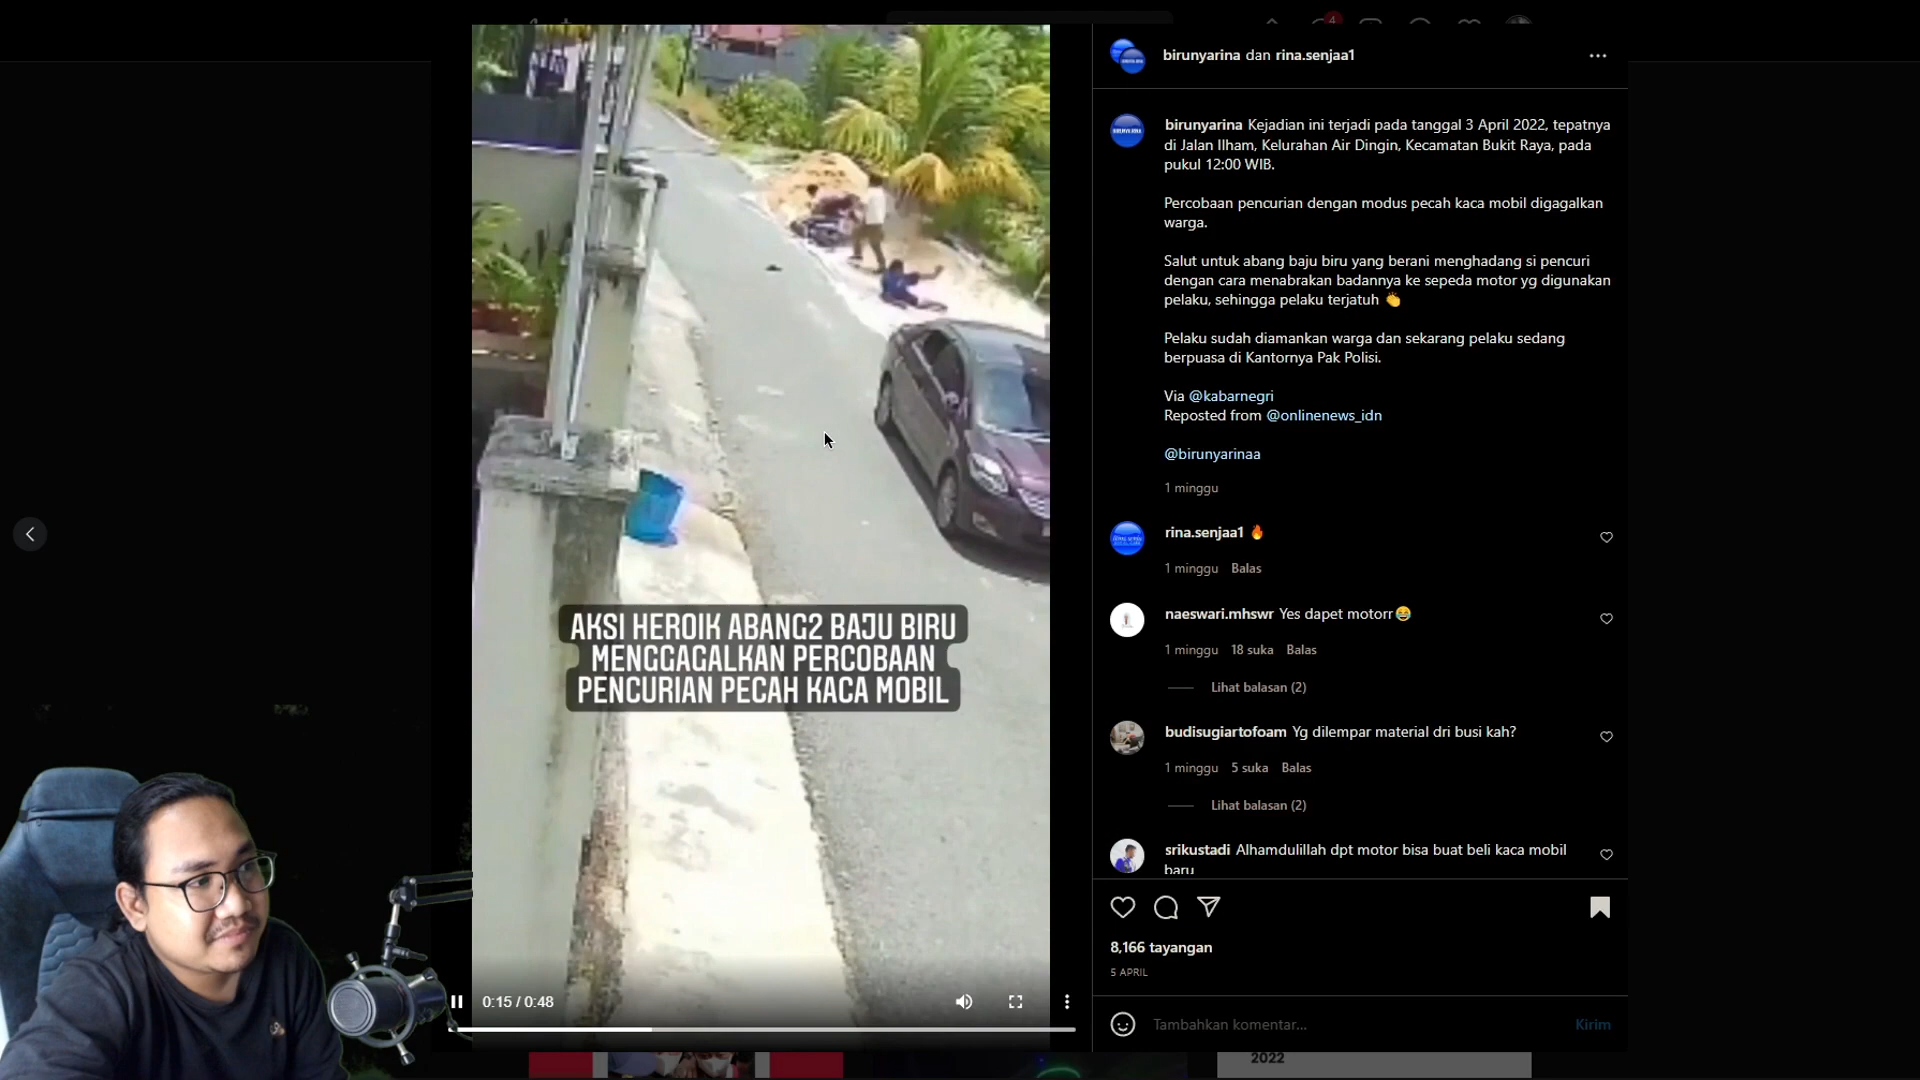 4
birunyarina dan rina.senjaa1
birunyarina Kejadian ini terjadi pada tanggal 3 April 2022, tepatnya
di Jalan Ilham, Kelurahan Air Dingin, Kecamatan Bukit Raya, pada
pukul 12:00 WIB.
Percobaan pencurian dengan modus pecah kaca mobil digagalkan
warga.
Salut untuk abang baju biru yang berani menghadang si pencuri
dengan cara menabrakan badannya ke sepeda motor yg digunakan
pelaku, sehingga pelaku terjatuh 👏
Pelaku sudah diamankan warga dan sekarang pelaku sedang
berpuasa di Kantornya Pak Polisi.
Via @kabarnegri
Reposted from @onlinenews_idn
@birunyarinaa
1 minggu
rina.senjaa1 🔥
1 minggu Balas
naeswari.mhswr Yes dapet motorr😂
1 minggu 18 suka Balas
Lihat balasan (2)
budisugiartofoam Yg dilempar material dri busi kah?
1 minggu 5 suka Balas
Lihat balasan (2)
srikustadi Alhamdulillah dpt motor bisa buat beli kaca mobil
baru
8,166 tayangan
5 APRIL
Tambahkan komentar...
Kirim
AKSI HEROIK ABANG2 BAJU BIRU
MENGGAGALKAN PERCOBAAN
PENCURIAN PECAH KACA MOBIL
0:15 / 0:48
2022